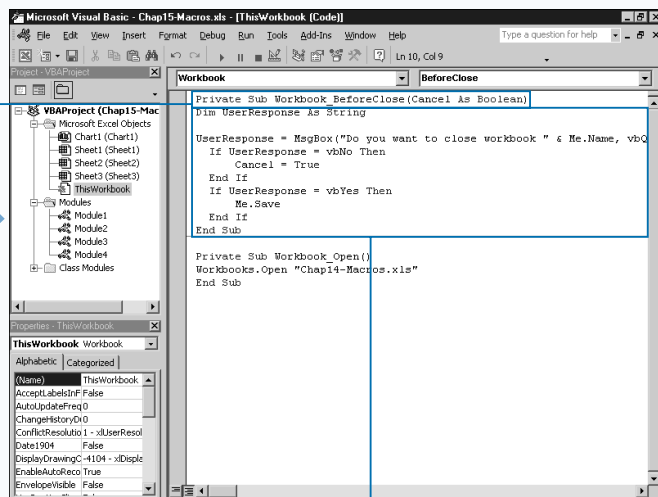 Microsoft Visual Basic - Chap15-Macros.xls - [ThisWorkbook (Code)]
File Edit View Insert Format Debug Run Tools Add-Ins Window Help Type a question for help
Ln 10, Col 9
Project - VBAProject
Workbook BeforeClose
VBAProject (Chap15-Mac
Microsoft Excel Objects
Chart1 (Chart1)
Sheet1 (Sheet1)
Sheet2 (Sheet2)
Sheet3 (Sheet3)
ThisWorkbook
Modules
Module1
Module2
Module3
Module4
Class Modules
Private Sub Workbook_BeforeClose(Cancel As Boolean)
Dim UserResponse As String
UserResponse = MsgBox("Do you want to close workbook " & Me.Name, vbQ
If UserResponse = vbNo Then
Cancel = True
End If
If UserResponse = vbYes Then
Me.Save
End If
End Sub
Private Sub Workbook_Open()
Workbooks.Open "Chap14-Macros.xls"
End Sub
Properties - ThisWorkbook
ThisWorkbook Workbook
Alphabetic Categorized
(Name) ThisWorkbook
AcceptLabelsInF False
AutoUpdateFreq 0
ChangeHistoryD 0
ConflictResolutio 1 - xlUserResol
Date1904 False
DisplayDrawingC -4104 - xlDispla
EnableAutoReco True
EnvelopeVisible False